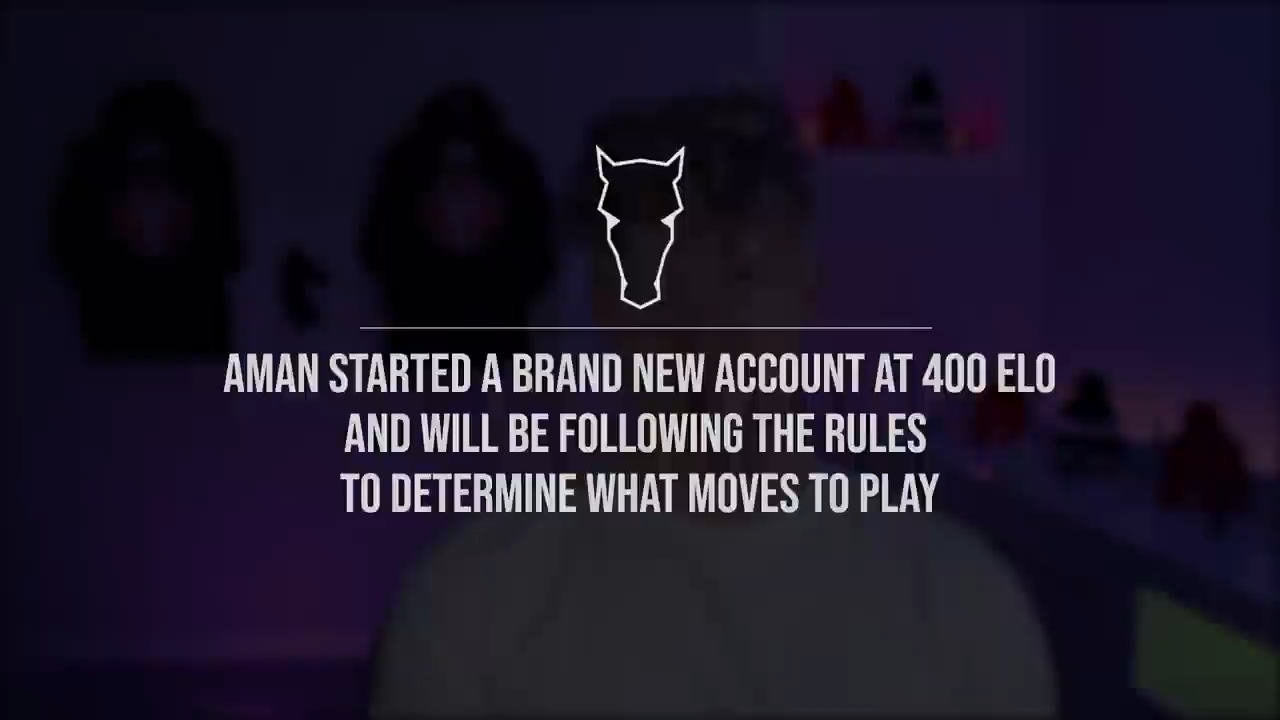 AMAN STARTED A BRAND NEW ACCOUNT AT 400 ELO
AND WILL BE FOLLOWING THE RULES
TO DETERMINE WHAT MOVES TO PLAY